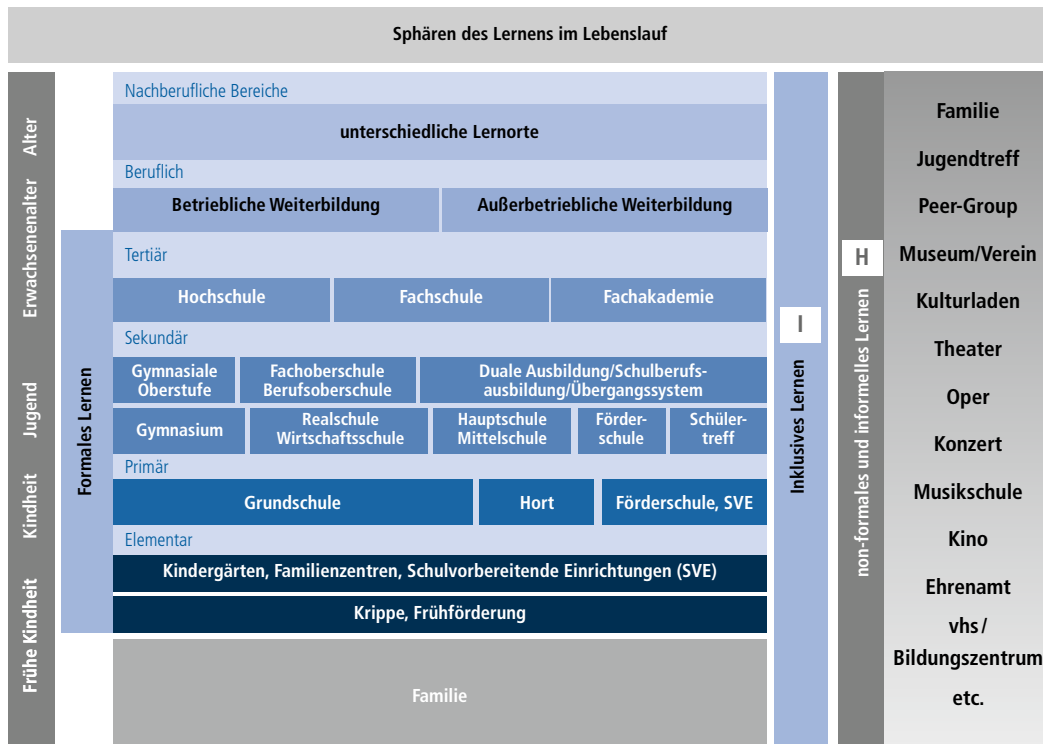 Sphären des Lernens im Lebenslauf
Alter
Erwachsenenalter
Jugend
Kindheit
Frühe Kindheit
Formales Lernen
Nachberufliche Bereiche
unterschiedliche Lernorte
Beruflich
Betriebliche Weiterbildung
Außerbetriebliche Weiterbildung
Tertiär
Hochschule
Fachschule
Fachakademie
Sekundär
Gymnasiale
Oberstufe
Fachoberschule
Berufsoberschule
Duale Ausbildung/Schulberufs-
ausbildung/Übergangssystem
Gymnasium
Realschule
Wirtschaftsschule
Hauptschule
Mittelschule
Förder-
schule
Schüler-
treff
Primär
Grundschule
Hort
Förderschule, SVE
Elementar
Kindergärten, Familienzentren, Schulvorbereitende Einrichtungen (SVE)
Krippe, Frühförderung
Familie
I
Inklusives Lernen
H
non-formales und informelles Lernen
Familie
Jugendtreff
Peer-Group
Museum/Verein
Kulturladen
Theater
Oper
Konzert
Musikschule
Kino
Ehrenamt
vhs/
Bildungszentrum
etc.